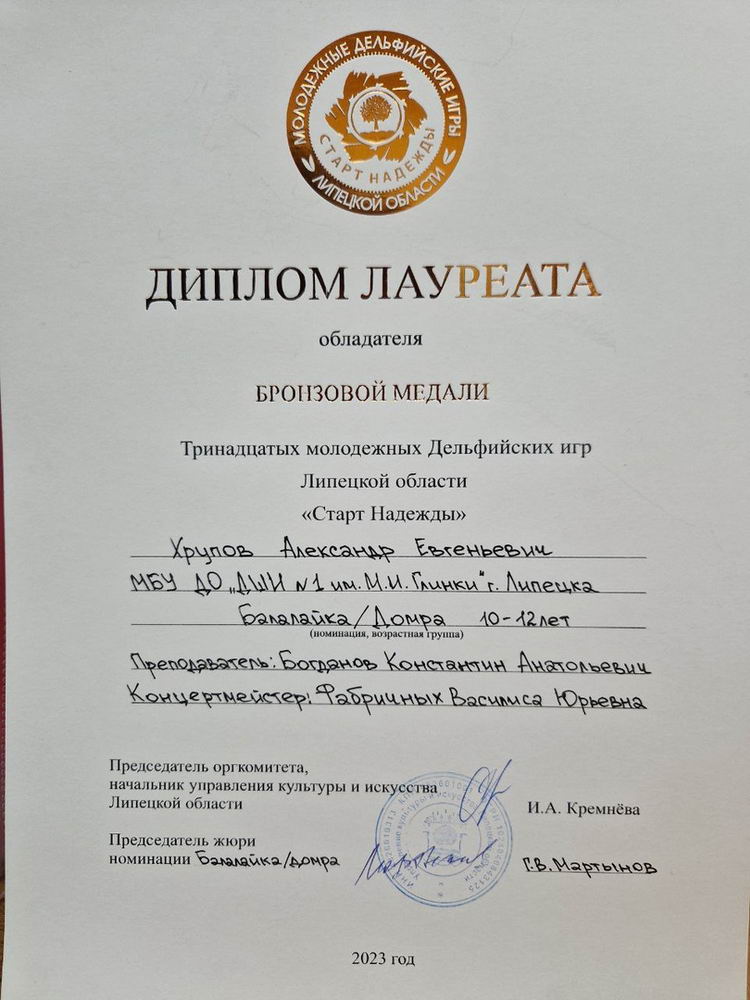 МОЛОДЕЖНЫЕ ДЕЛЬФИЙСКИЕ ИГРЫ
СТАРТ НАДЕЖДЫ
ЛИПЕЦКОЙ ОБЛАСТИ
ДИПЛОМ ЛАУРЕАТА
обладателя
БРОНЗОВОЙ МЕДАЛИ
Тринадцатых молодежных Дельфийских игр
Липецкой области
«Старт Надежды»
Хрупов Александр Евгеньевич
МБУ ДО „ДШИ №1 им. М.И. Глинки" г. Липецка
Балалайка/Домра 10-12лет
(номинация, возрастная группа)
Преподаватель: Богданов Константин Анатольевич
Концертмейстер: Фабричных Василиса Юрьевна
Председатель оргкомитета,
начальник управления культуры и искусства
Липецкой области
И.А. Кремнёва
Председатель жюри
номинации Балалайка/домра
Г.В. Мартынов
2023 год